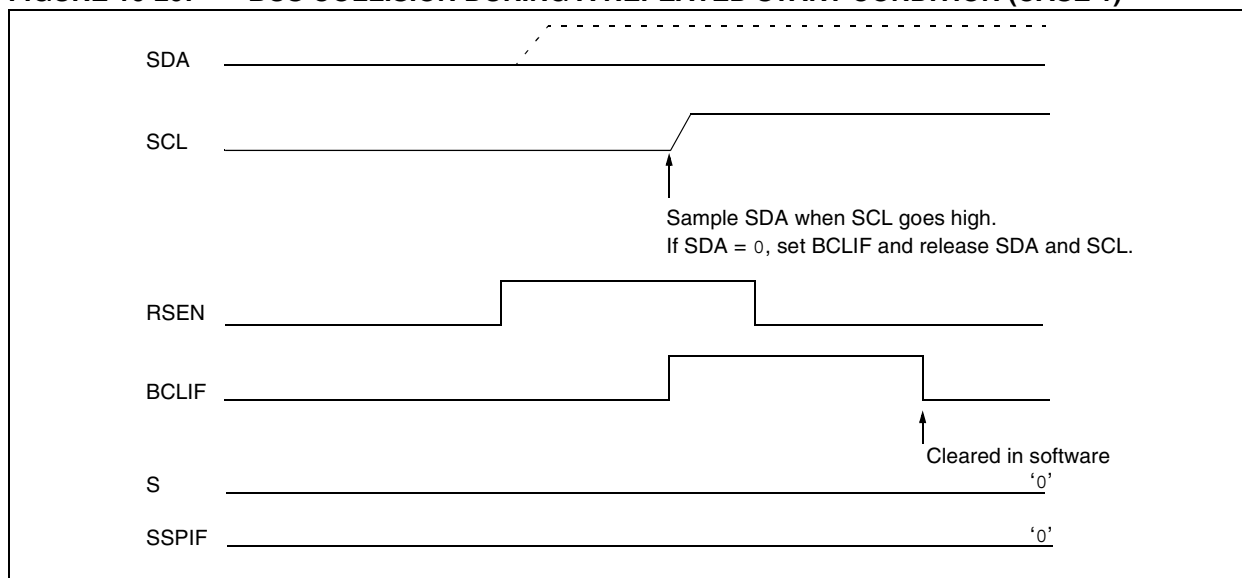 SDA
SCL
Sample SDA when SCL goes high.
If SDA = 0, set BCLIF and release SDA and SCL.
RSEN
BCLIF
Cleared in software
S
'0'
SSPIF
'0'